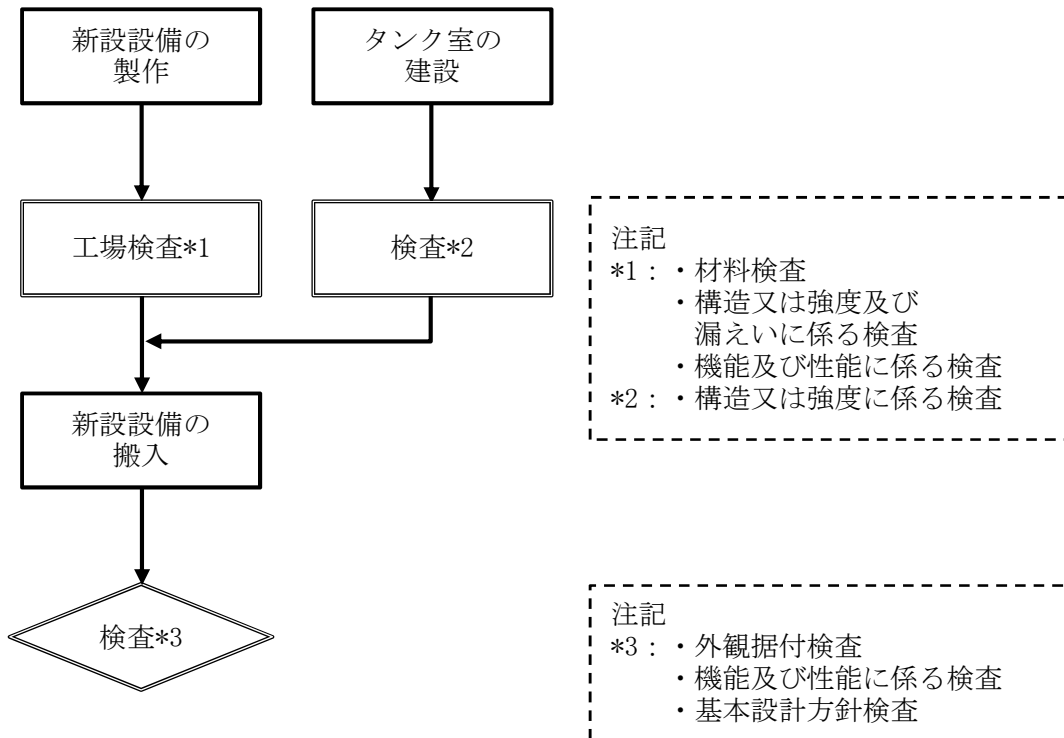 新設設備の
製作
タンク室の
建設
工場検査*1
検査*2
注記
*1：・材料検査
・構造又は強度及び
漏えいに係る検査
・機能及び性能に係る検査
*2：・構造又は強度に係る検査
新設設備の
搬入
検査*3
注記
*3：・外観据付検査
・機能及び性能に係る検査
・基本設計方針検査